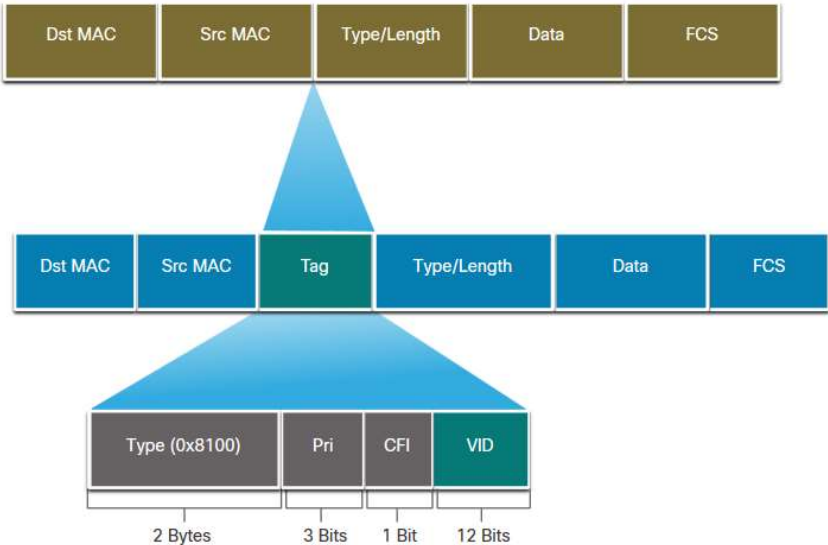 Dst MAC Src MAC Type/Length Data FCS
Dst MAC Src MAC Tag Type/Length Data FCS
Type (0x8100) Pri CFI VID
2 Bytes 3 Bits 1 Bit 12 Bits